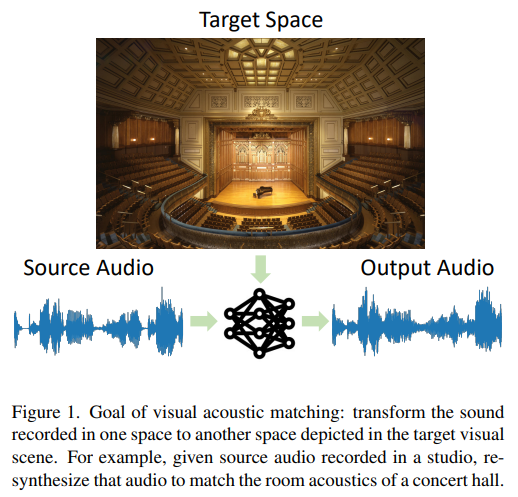 Target Space
Source Audio
Output Audio
Figure 1. Goal of visual acoustic matching: transform the sound
recorded in one space to another space depicted in the target visual
scene. For example, given source audio recorded in a studio, re-
synthesize that audio to match the room acoustics of a concert hall.